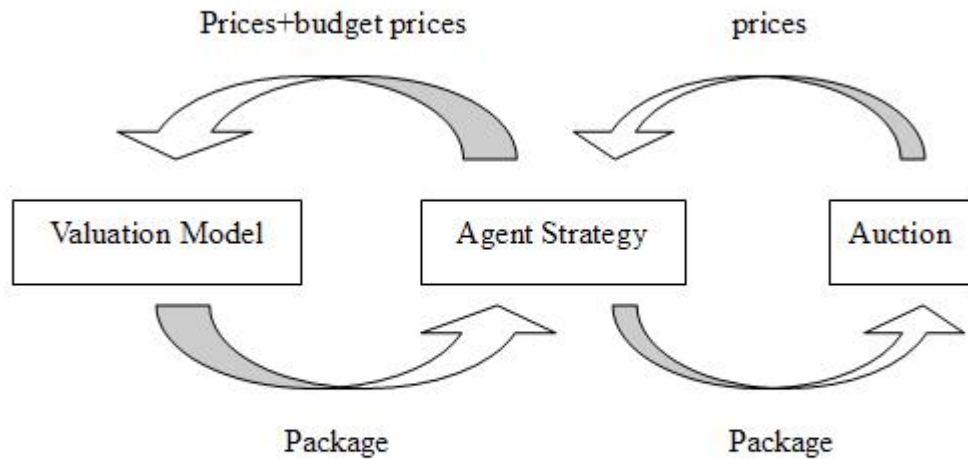 Prices+budget prices
prices
Valuation Model
Agent Strategy
Auction
Package
Package